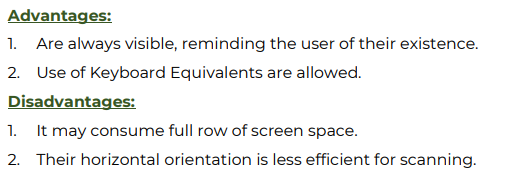 Advantages:
1. Are always visible, reminding the user of their existence.
2. Use of Keyboard Equivalents are allowed.
Disadvantages:
1. It may consume full row of screen space.
2. Their horizontal orientation is less efficient for scanning.